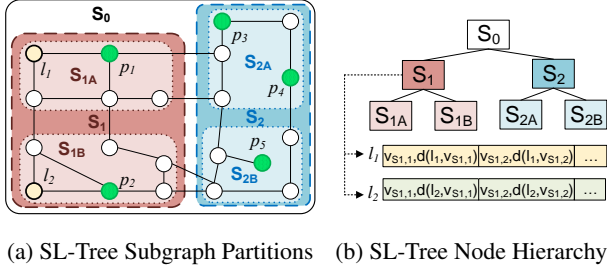 S0
l1
p1
S1A
S1
S1B
l2
p2
p3
S2A
p4
S2
p5
S2B
(a) SL-Tree Subgraph Partitions
S0
S1
S2
S1A
S1B
S2A
S2B
l1 vS1,1,d(l1,vS1,1) vS1,2,d(l1,vS1,2) ...
l2 vS1,1,d(l2,vS1,1) vS1,2,d(l2,vS1,2) ...
(b) SL-Tree Node Hierarchy